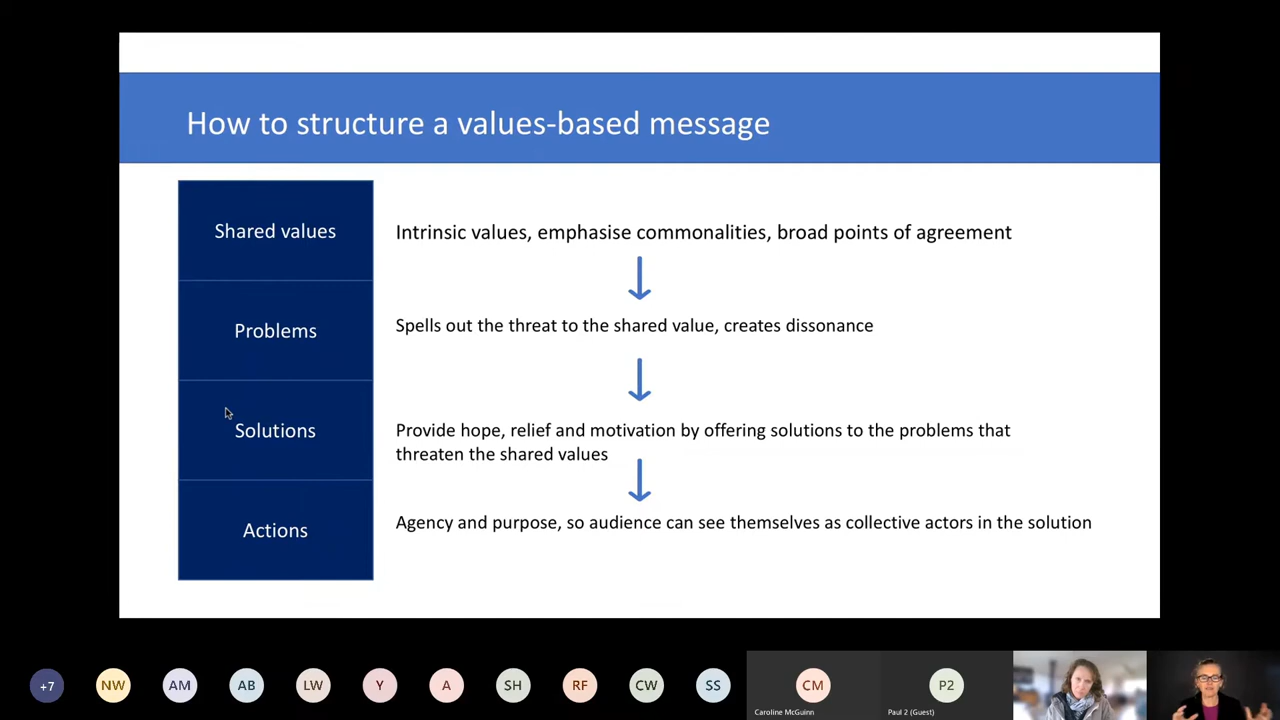 How to structure a values-based message
Shared values
Intrinsic values, emphasise commonalities, broad points of agreement
Problems
Spells out the threat to the shared value, creates dissonance
Solutions
Provide hope, relief and motivation by offering solutions to the problems that
threaten the shared values
Actions
Agency and purpose, so audience can see themselves as collective actors in the solution
+7
NW
AM
AB
LW
Y
A
SH
RF
CW
SS
CM
Caroline McGuinn
P2
Paul 2 (Guest)